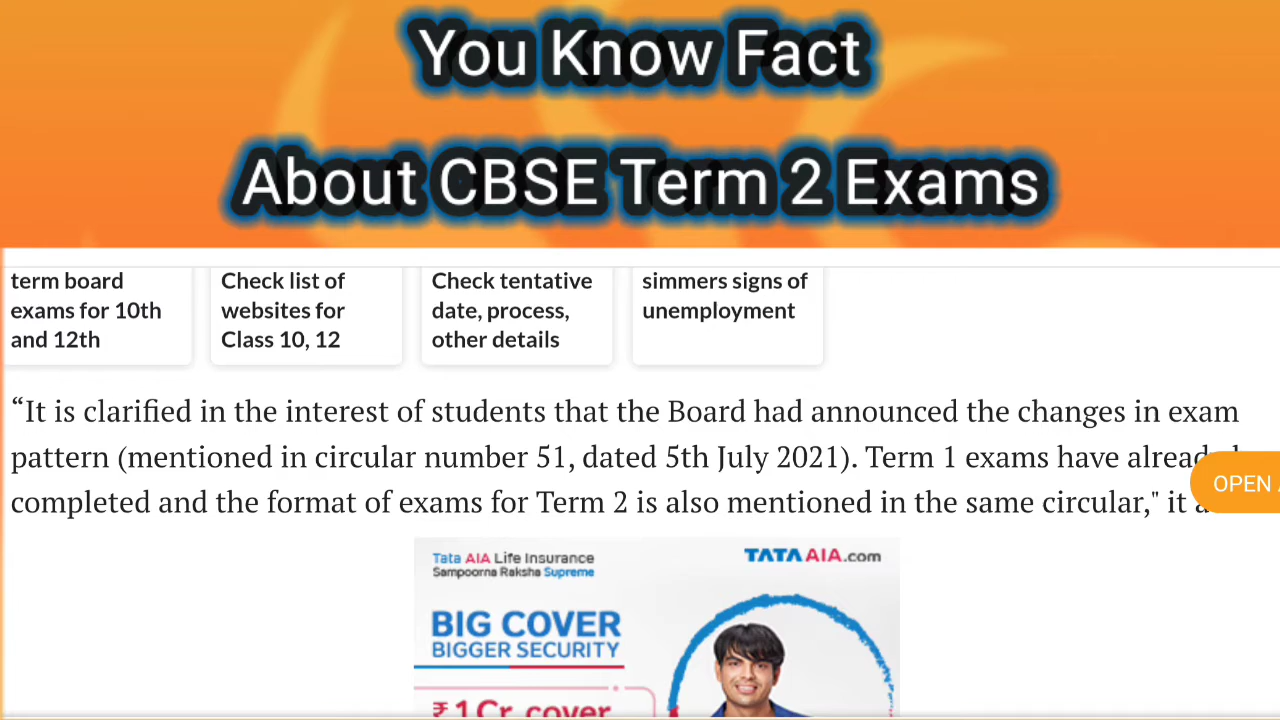 You Know Fact
About CBSE Term 2 Exams
term board
exams for 10th
and 12th
Check list of
websites for
Class 10, 12
Check tentative
date, process,
other details
simmers signs of
unemployment
“It is clarified in the interest of students that the Board had announced the changes in exam
pattern (mentioned in circular number 51, dated 5th July 2021). Term 1 exams have already
completed and the format of exams for Term 2 is also mentioned in the same circular," it
OPEN
Tata AIA Life Insurance
Sampoorna Raksha Supreme
TATA AIA.com
BIG COVER
BIGGER SECURITY
₹1 Cr. cover